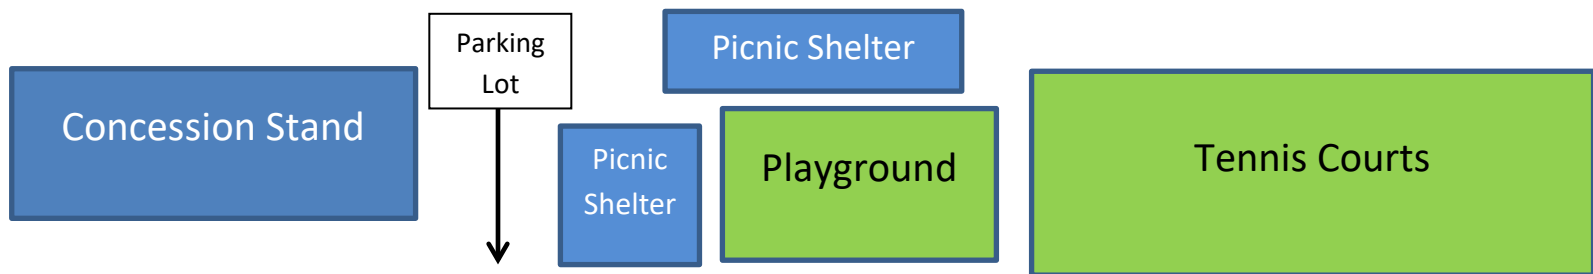 Concession Stand
Parking
Lot
Picnic Shelter
Picnic
Shelter
Playground
Tennis Courts